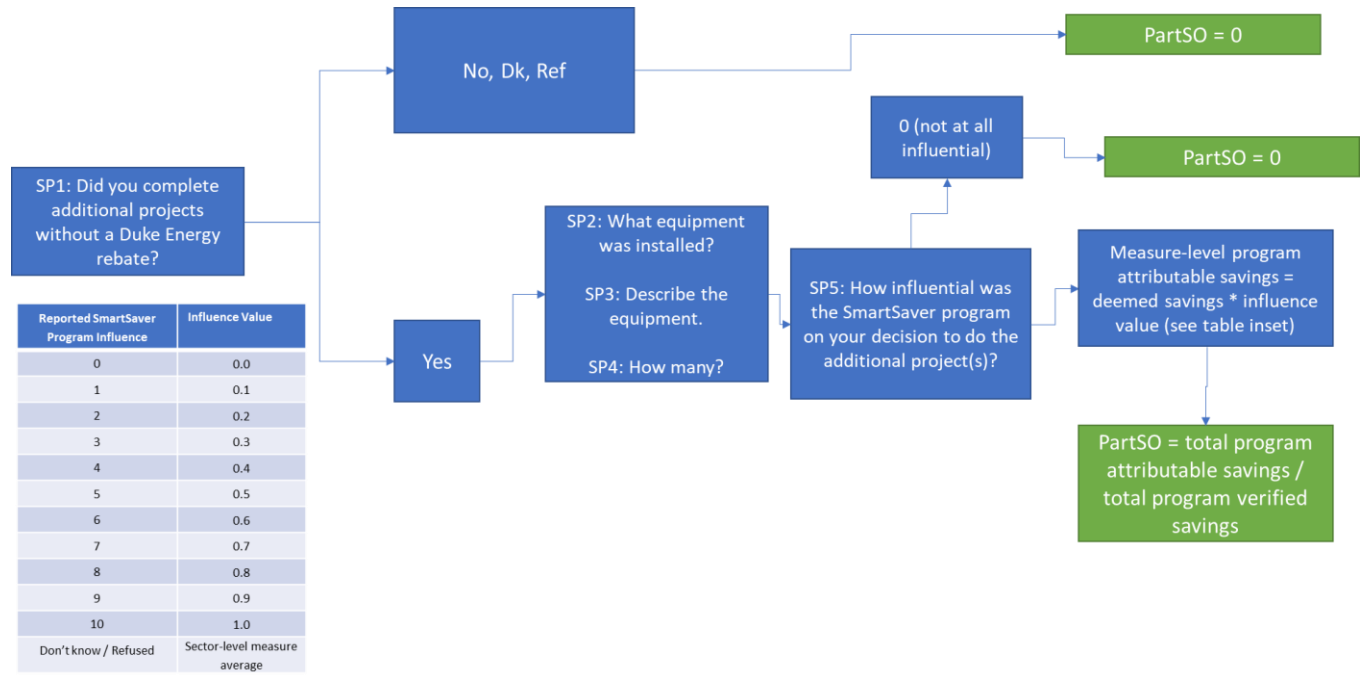 No, Dk, Ref
PartSO = 0
0 (not at all
influential)
PartSO = 0
SP1: Did you complete
additional projects
without a Duke Energy
rebate?
Yes
SP2: What equipment
was installed?
SP3: Describe the
equipment.
SP4: How many?
SP5: How influential was
the SmartSaver program
on your decision to do the
additional project(s)?
Measure-level program
attributable savings =
deemed savings * influence
value (see table inset)
PartSO = total program
attributable savings /
total program verified
savings
Reported SmartSaver
Program Influence
Influence Value
0 0.0
1 0.1
2 0.2
3 0.3
4 0.4
5 0.5
6 0.6
7 0.7
8 0.8
9 0.9
10 1.0
Don't know / Refused
Sector-level measure
average